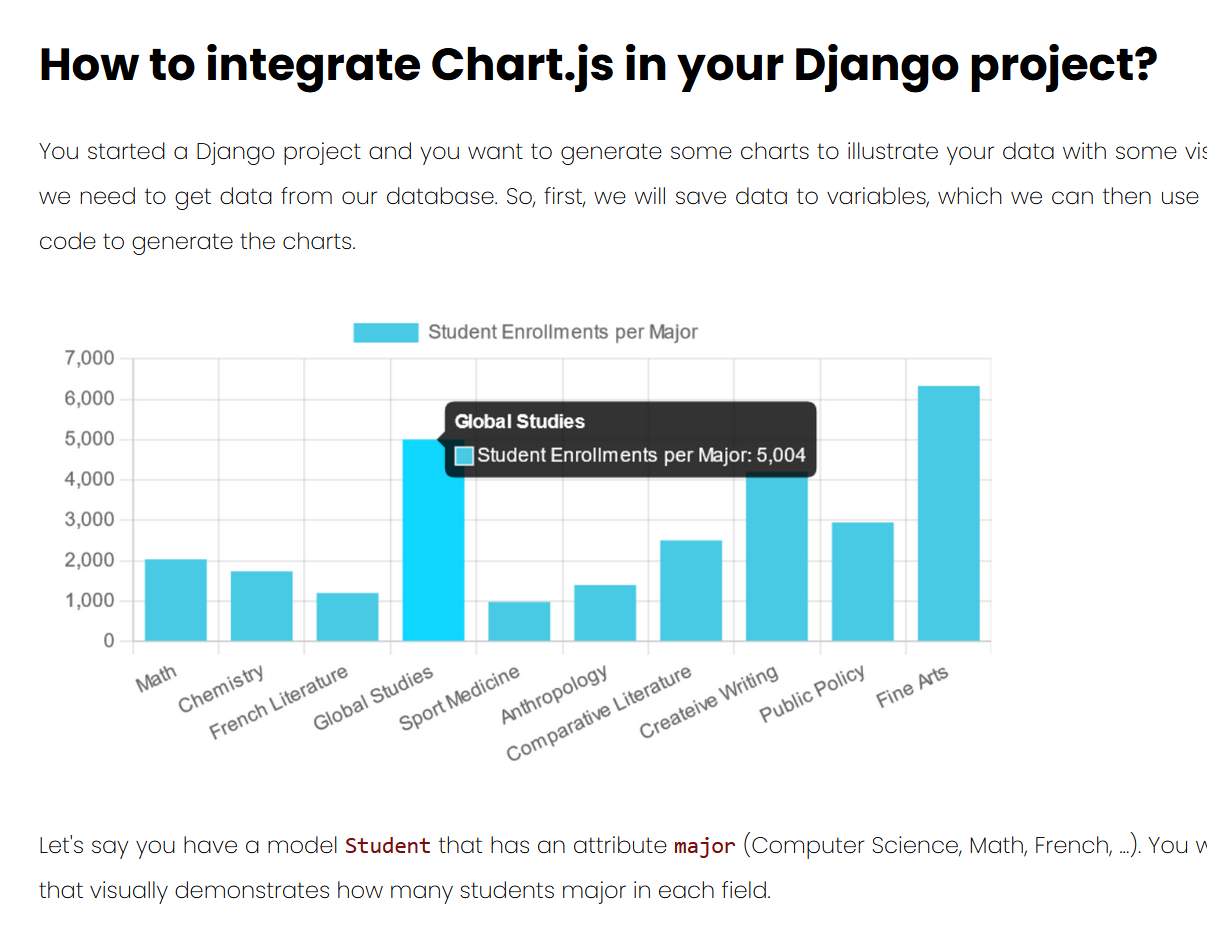 How to integrate Chart.js in your Django project?
You started a Django project and you want to generate some charts to illustrate your data with some
we need to get data from our database. So, first, we will save data to variables, which we can then use
code to generate the charts.
Student Enrollments per Major
7,000
6,000
5,000
4,000
3,000
2,000
1,000
0
Global Studies
Student Enrollments per Major: 5,004
Math
Chemistry
French Literature
Global Studies
Sport Medicine
Anthropology
Comparative Literature
Createive Writing
Public Policy
Fine Arts
Let's say you have a model Student that has an attribute major (Computer Science, Math, French, ...). You
that visually demonstrates how many students major in each field.